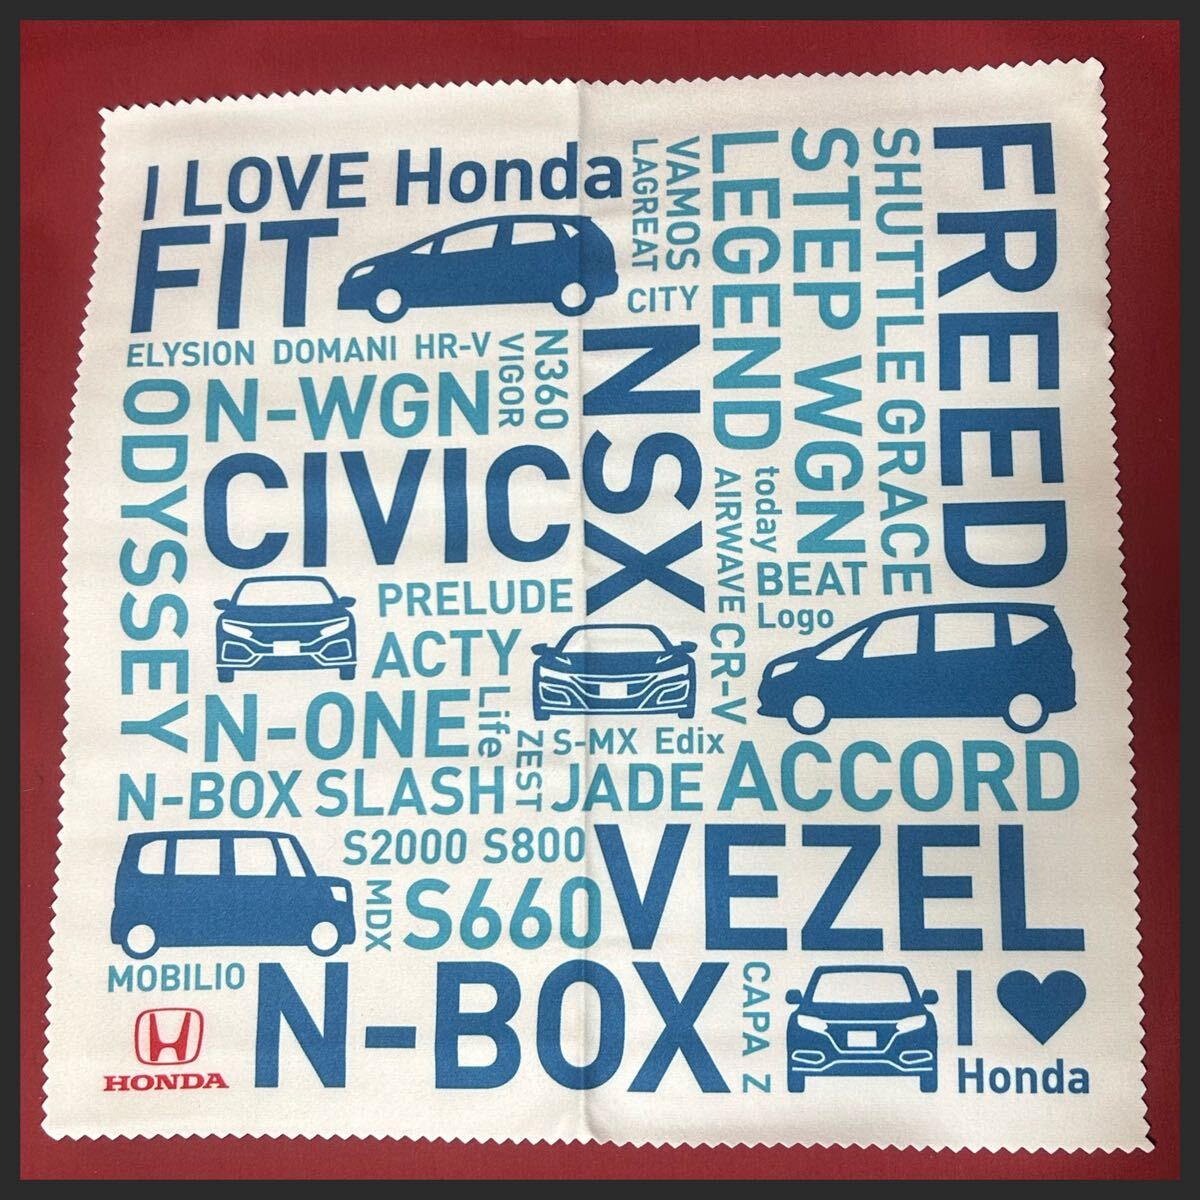 I LOVE Honda
FIT
VAMOS
LAGREAT
CITY
LEGEND
STEP WGN
SHUTTLE GRACE
FREED
ELYSION DOMANI HR-V
VIGOR
N360
NSX
ODYSSEY
N-WGN
CIVIC
today
AIRWAVE CR-V
BEAT
Logo
PRELUDE
ACTY
N-ONE
Life
ZEST
S-MX Edix
N-BOX SLASH
JADE
ACCORD
S2000 S800
MDX
S660
VEZEL
MOBILIO
N-BOX
CAPA Z
I
Honda
HONDA